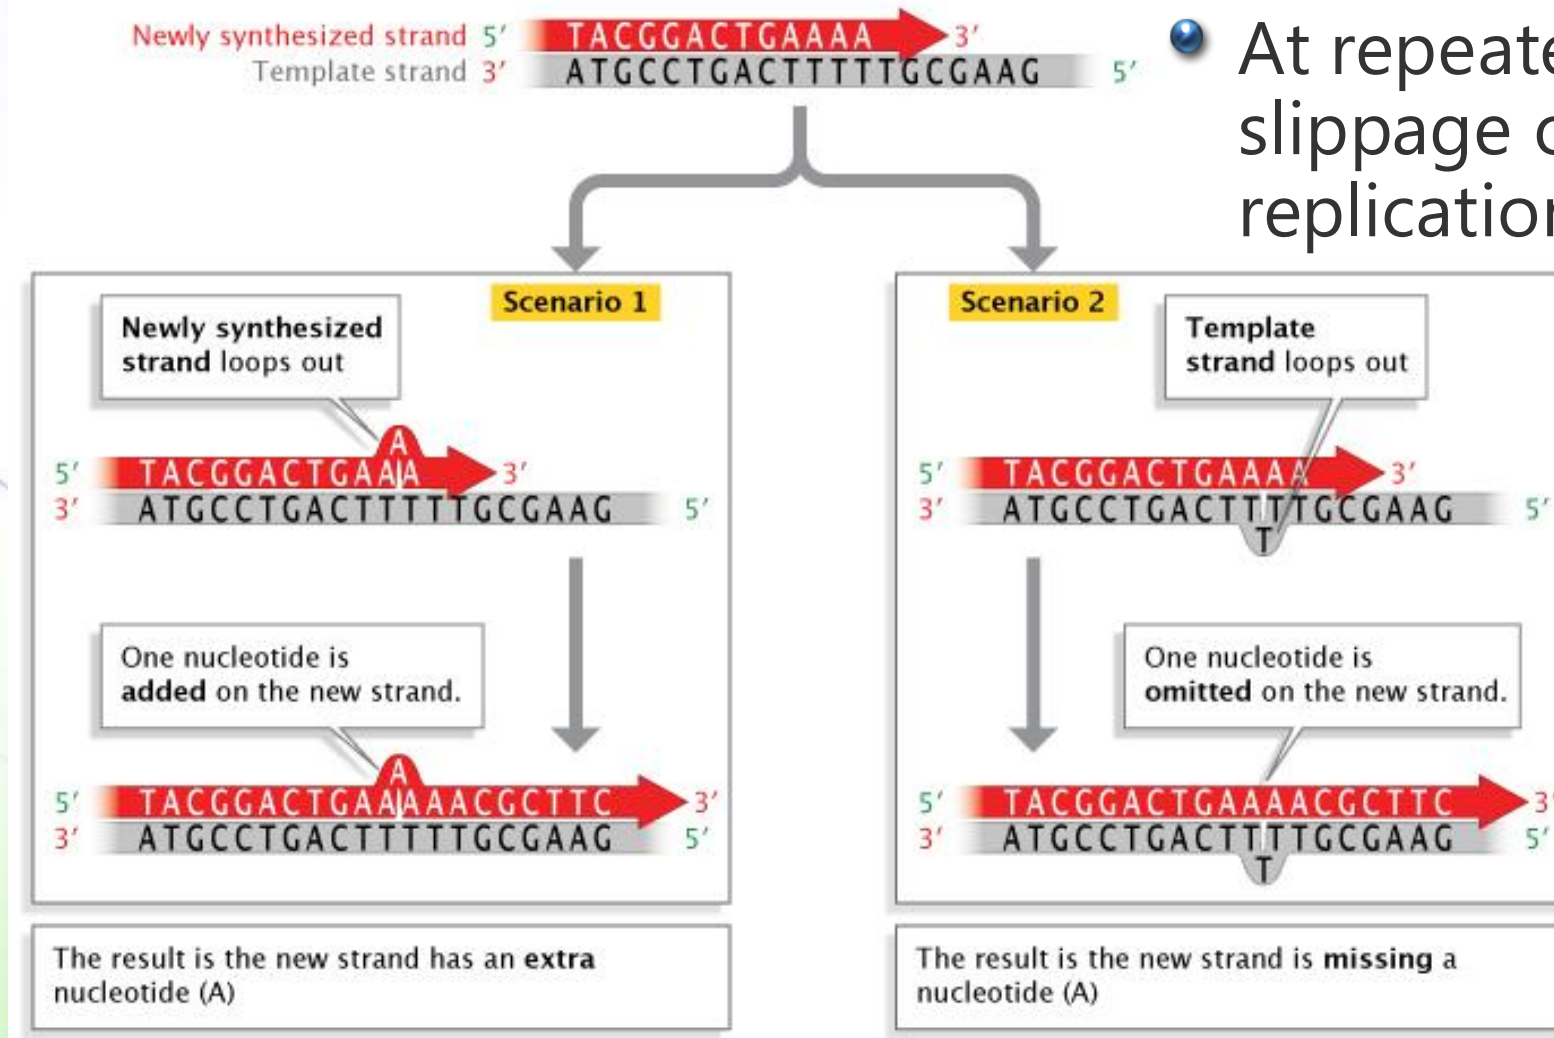 Newly synthesized strand 5′ TACGGACTGAAAA 3′
Template strand 3′ ATGCCTGACTTTTTGCGAAG 5′
At repeate
slippage
replication
Scenario 1
Newly synthesized
strand loops out
A
5′ TACGGACTGAAA 3′
3′ ATGCCTGACTTTTTGCGAAG 5′
One nucleotide is
added on the new strand.
A
5′ TACGGACTGAAAAACGCTTC 3′
3′ ATGCCTGACTTTTTGCGAAG 5′
The result is the new strand has an extra
nucleotide (A)
Scenario 2
Template
strand loops out
5′ TACGGACTGAAAA 3′
3′ ATGCCTGACTTTTGCGAAG 5′
T
One nucleotide is
omitted on the new strand.
5′ TACGGACTGAAAACGCTTC 3′
3′ ATGCCTGACTTTTGCGAAG 5′
T
The result is the new strand is missing a
nucleotide (A)